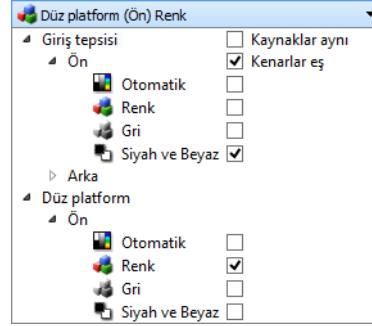 Düz platform (Ön) Renk
Giriş tepsisi Kaynaklar aynı
Ön Kenarlar eş
Otomatik
Renk
Gri
Siyah ve Beyaz
Arka
Düz platform
Ön
Otomatik
Renk
Gri
Siyah ve Beyaz